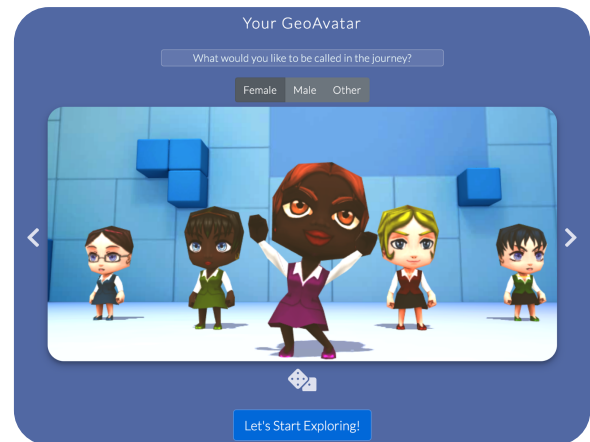 Your GeoAvatar
What would you like to be called in the journey?
Female Male Other
Let's Start Exploring!